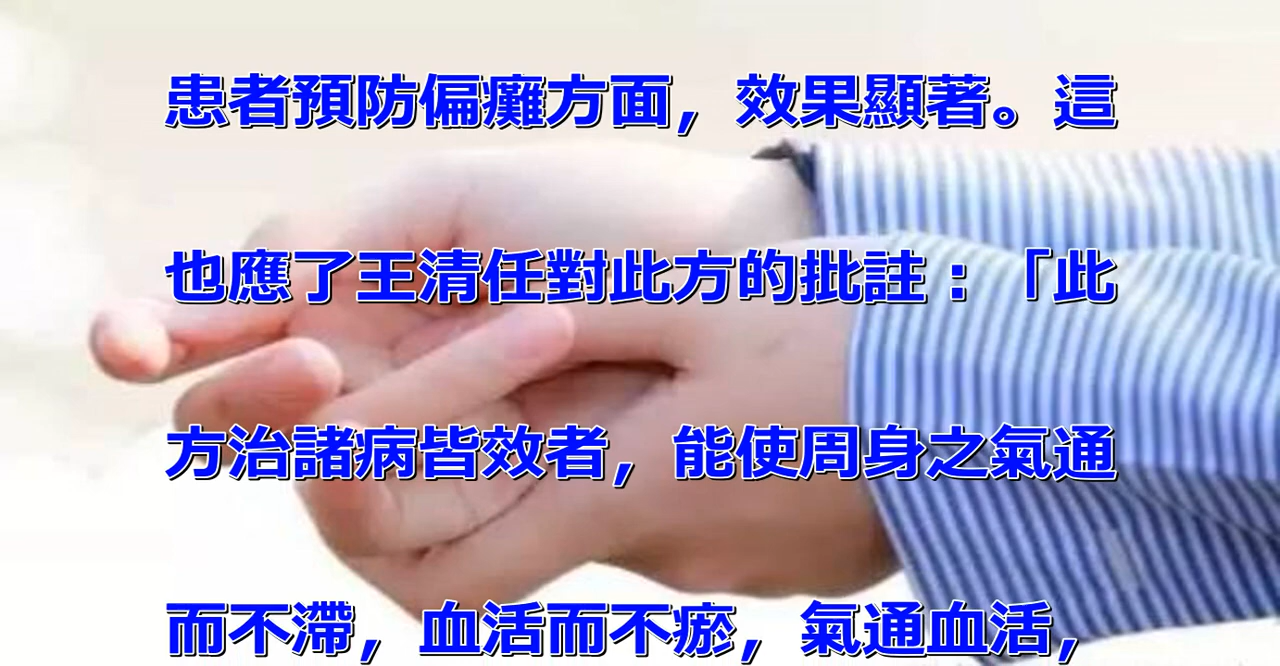 患者預防偏癱方面，效果顯著。這
也應了王清任對此方的批註：「此
方治諸病皆效者，能使周身之氣通
而不滯，血活而不瘀，氣通血活，